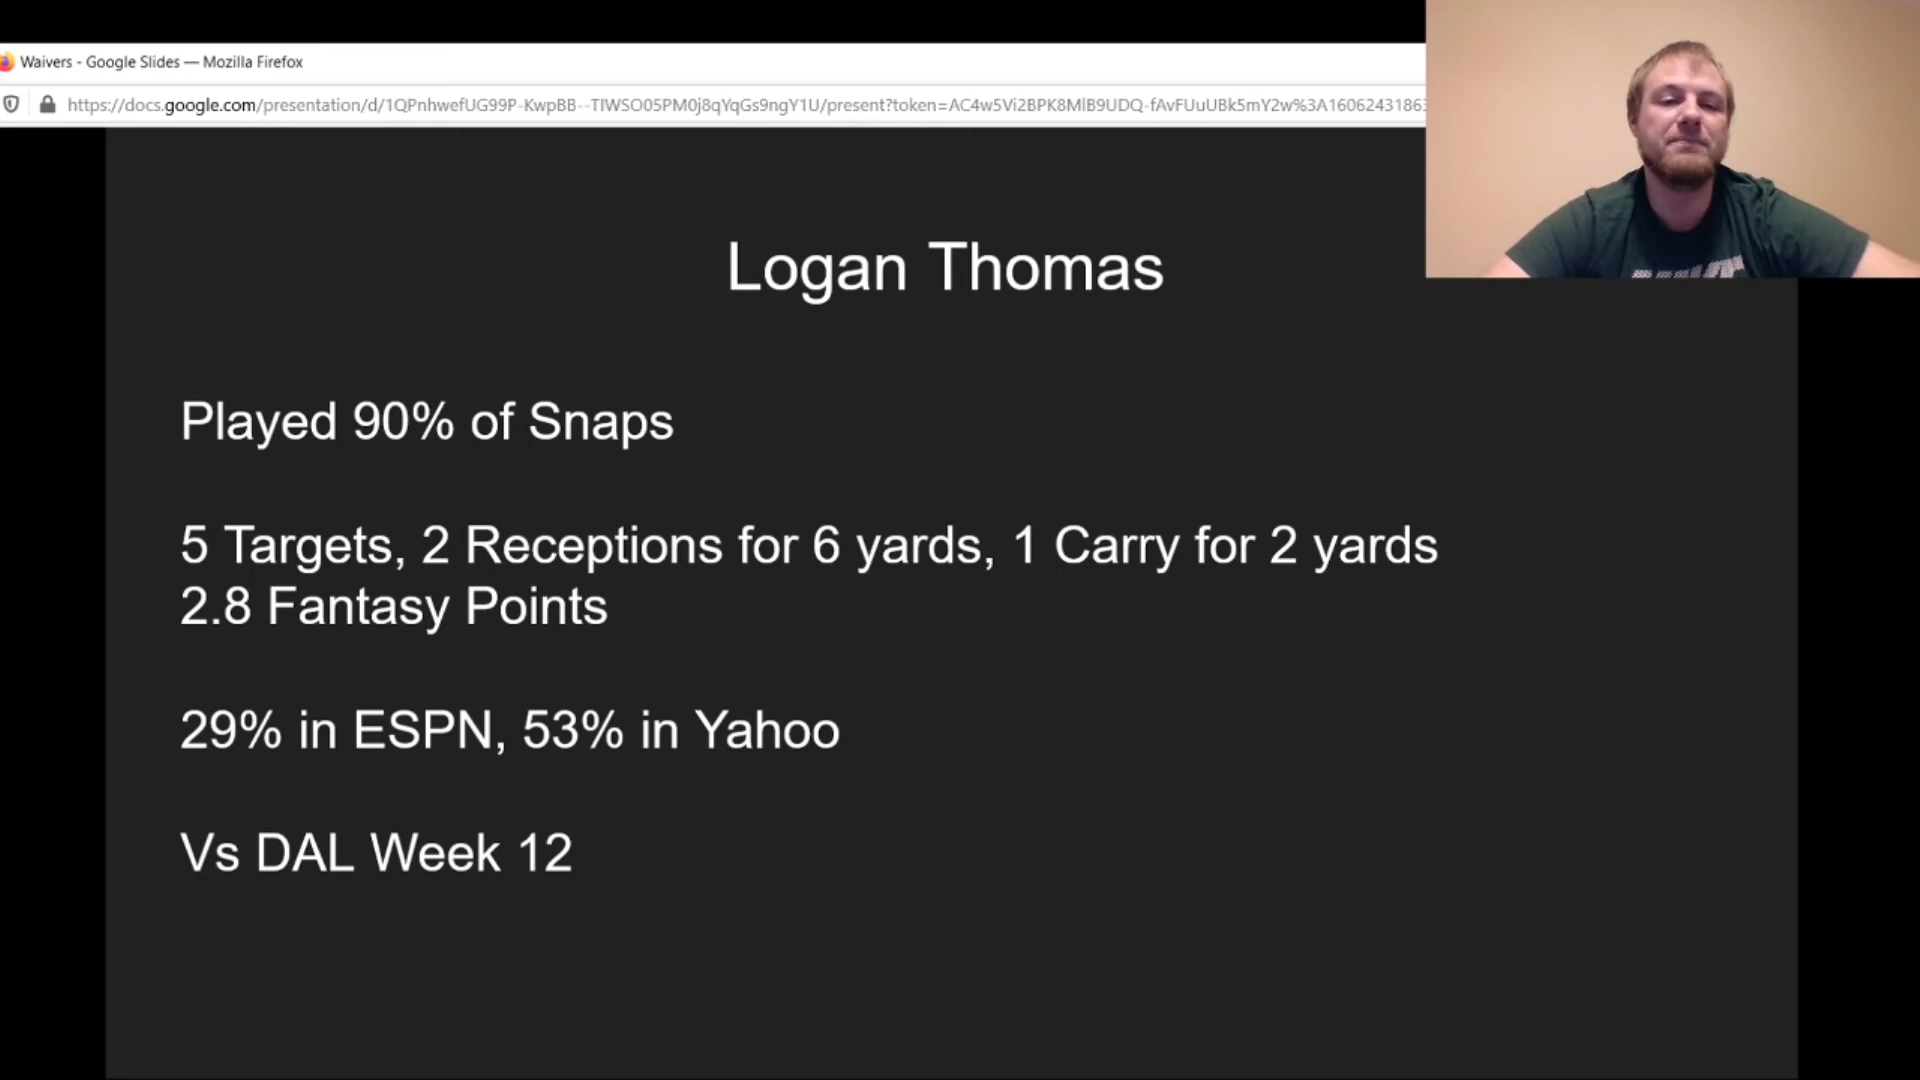 Waivers - Google Slides — Mozilla Firefox
https://docs.google.com/presentation/d/1QPnhwefUG99P-KwpBB--TIWSO05PM0j8qYqGs9ngY1U/present?token=AC4w5Vi2BPK8MlB9UDQ-fAvFUuUBk5mY2w%3A1606243186
Logan Thomas
Played 90% of Snaps
5 Targets, 2 Receptions for 6 yards, 1 Carry for 2 yards
2.8 Fantasy Points
29% in ESPN, 53% in Yahoo
Vs DAL Week 12